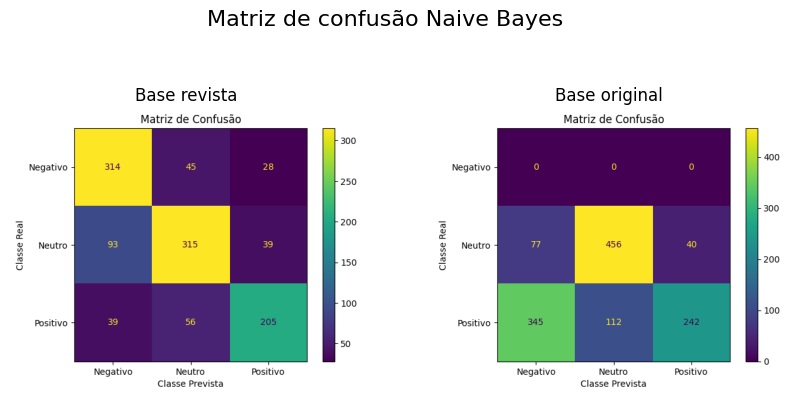 Matriz de confusão Naive Bayes
Base revista
Matriz de Confusão
Negativo 314 45 28
Neutro 93 315 39
Positivo 39 56 205
Negativo Neutro Positivo
Classe Prevista
Classe Real
300
250
200
150
100
50
Base original
Matriz de Confusão
Negativo 0 0 0
Neutro 77 456 40
Positivo 345 112 242
Negativo Neutro Positivo
Classe Prevista
Classe Real
400
300
200
100
0